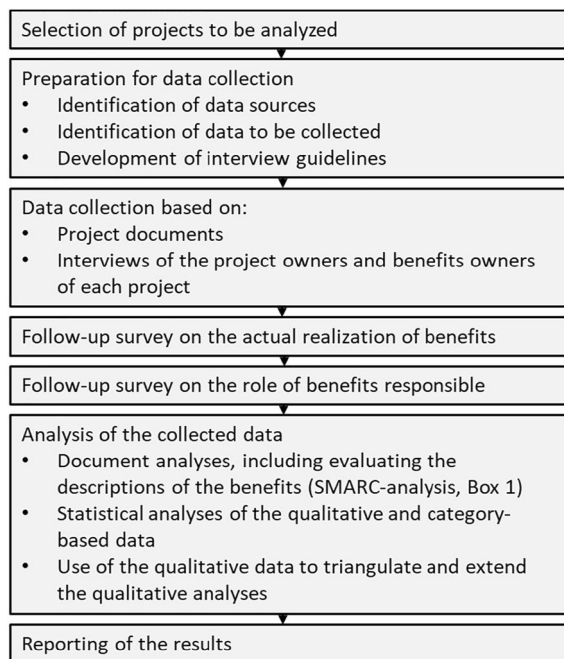 Selection of projects to be analyzed
Preparation for data collection
• Identification of data sources
• Identification of data to be collected
• Development of interview guidelines
Data collection based on:
• Project documents
• Interviews of the project owners and benefits owners
of each project
Follow-up survey on the actual realization of benefits
Follow-up survey on the role of benefits responsible
Analysis of the collected data
• Document analyses, including evaluating the
descriptions of the benefits (SMARC-analysis, Box 1)
• Statistical analyses of the qualitative and category-
based data
• Use of the qualitative data to triangulate and extend
the qualitative analyses
Reporting of the results